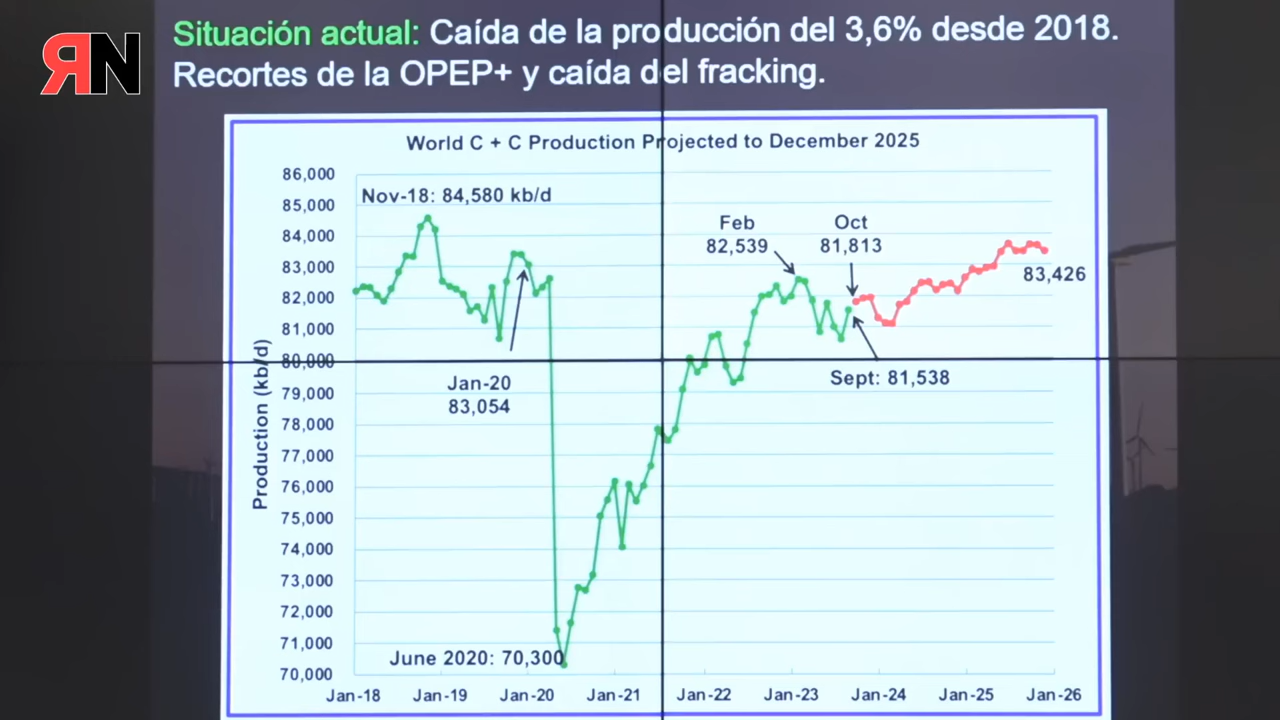 ЯN
Situación actual: Caída de la producción del 3,6% desde 2018.
Recortes de la OPEP+ y caída del fracking.
World C + C Production Projected to December 2025
Production (kb/d)
86,000
85,000
84,000
83,000
82,000
81,000
80,000
79,000
78,000
77,000
76,000
75,000
74,000
73,000
72,000
71,000
70,000
Nov-18: 84,580 kb/d
Jan-20
83,054
June 2020: 70,300
Feb
82,539
Oct
81,813
Sept: 81,538
83,426
Jan-18 Jan-19 Jan-20 Jan-21 Jan-22 Jan-23 Jan-24 Jan-25 Jan-26